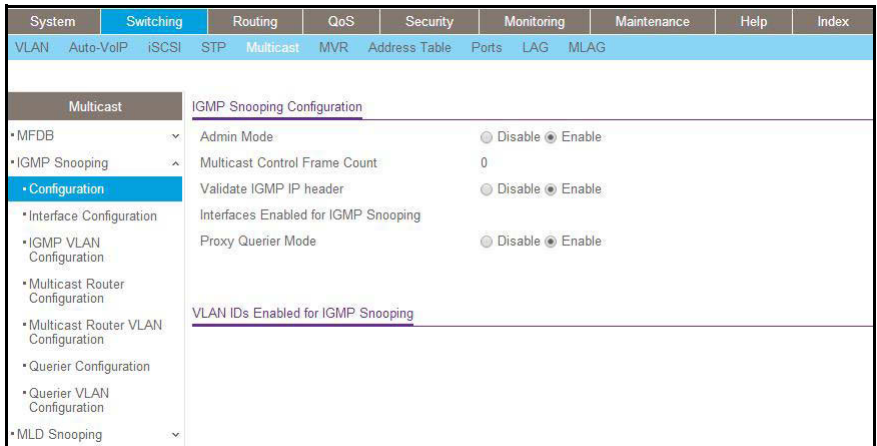 System Switching Routing QoS Security Monitoring Maintenance Help Index
VLAN Auto-VoIP iSCSI STP Multicast MVR Address Table Ports LAG MLAG
Multicast
MFDB
IGMP Snooping
Configuration
Interface Configuration
IGMP VLAN
Configuration
Multicast Router
Configuration
Multicast Router VLAN
Configuration
Querier Configuration
Querier VLAN
Configuration
MLD Snooping
IGMP Snooping Configuration
Admin Mode Disable Enable
Multicast Control Frame Count 0
Validate IGMP IP header Disable Enable
Interfaces Enabled for IGMP Snooping
Proxy Querier Mode Disable Enable
VLAN IDs Enabled for IGMP Snooping